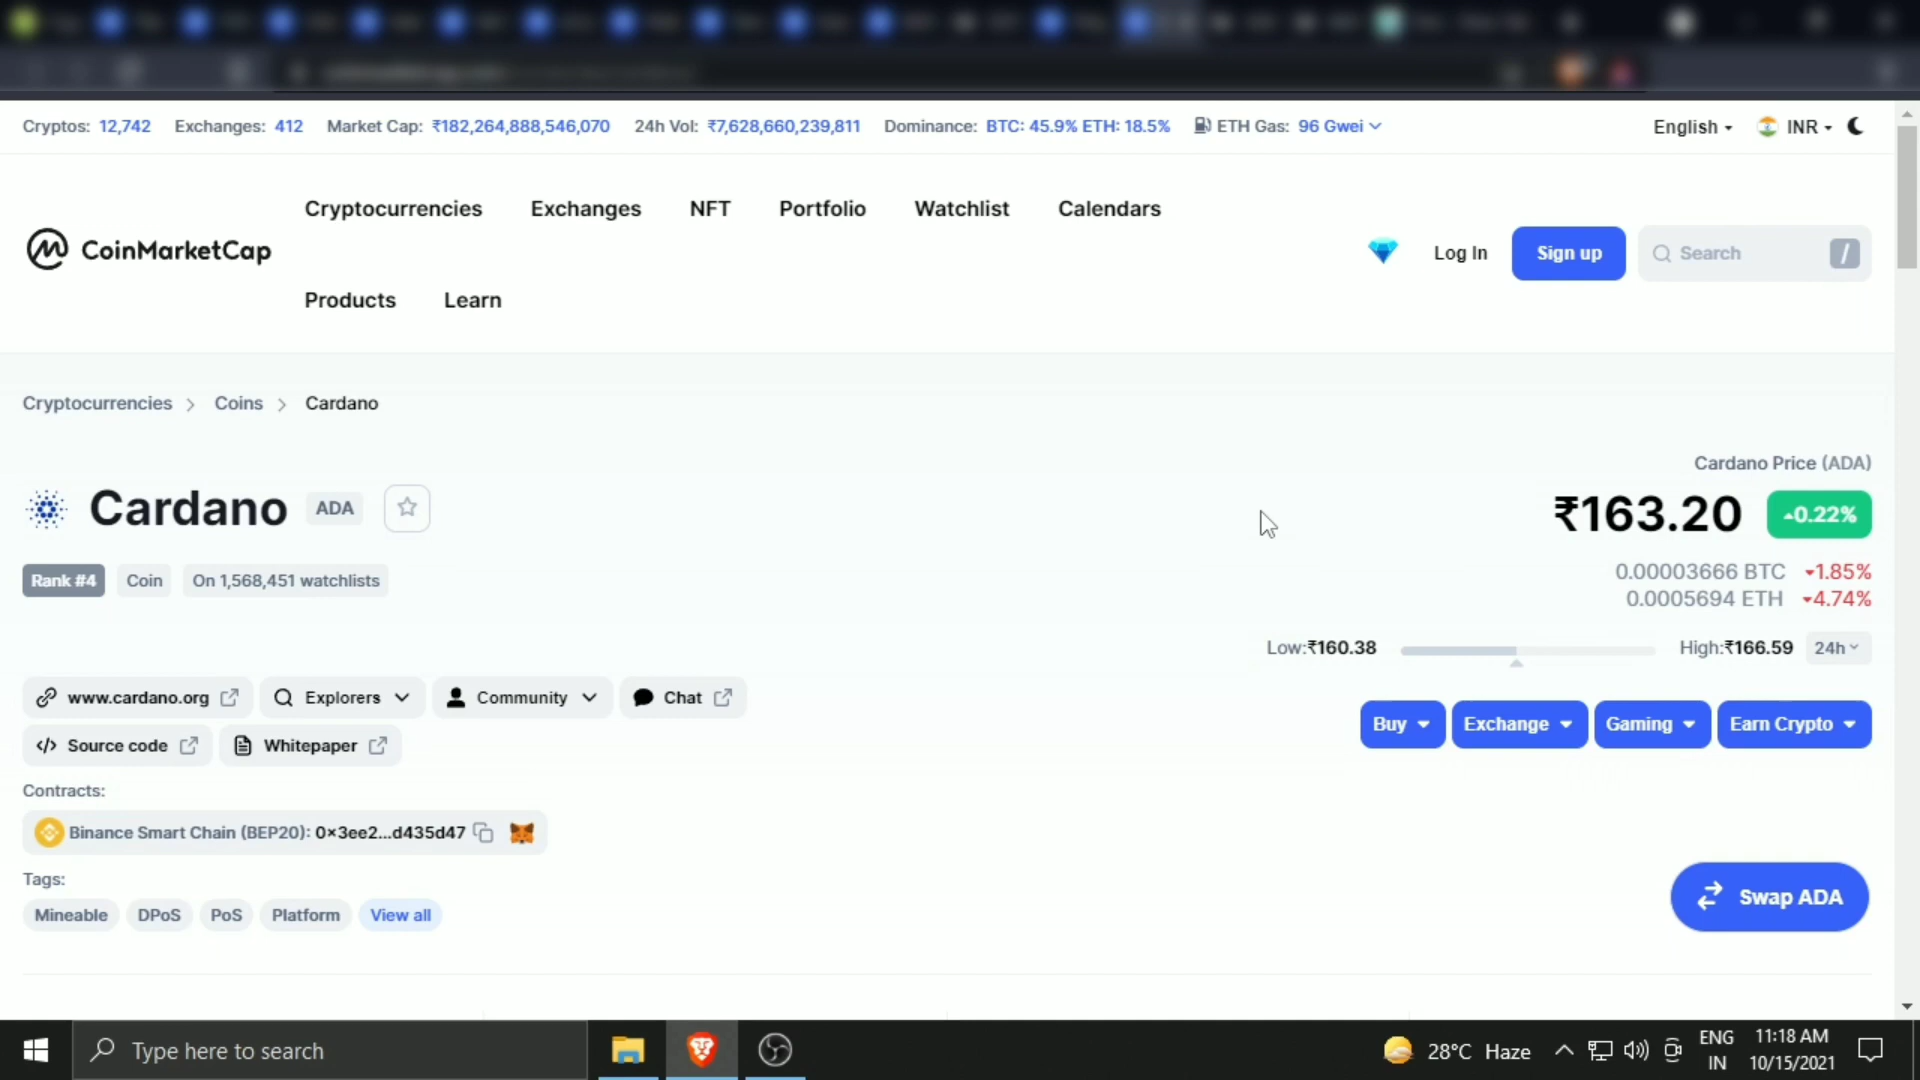 Cryptos: 12,742 Exchanges: 412 Market Cap: ₹182,264,888,546,070 24h Vol: ₹7,628,660,239,811 Dominance: BTC: 45.9% ETH: 18.5% ETH Gas: 96 Gwei English INR
Cryptocurrencies Exchanges NFT Portfolio Watchlist Calendars
CoinMarketCap
Log In Sign up Search /
Products Learn
Cryptocurrencies > Coins > Cardano
Cardano Price (ADA)
Cardano ADA
₹163.20 0.22%
Rank #4 Coin On 1,568,451 watchlists
0.00003666 BTC 1.85%
0.0005694 ETH 4.74%
Low:₹160.38 High:₹166.59 24h
www.cardano.org Explorers Community Chat
Buy Exchange Gaming Earn Crypto
</> Source code Whitepaper
Contracts:
Binance Smart Chain (BEP20): 0x3ee2...d435d47
Tags:
Mineable DPoS PoS Platform View all
Swap ADA
Type here to search
28°C Haze
ENG
IN
11:18 AM
10/15/2021